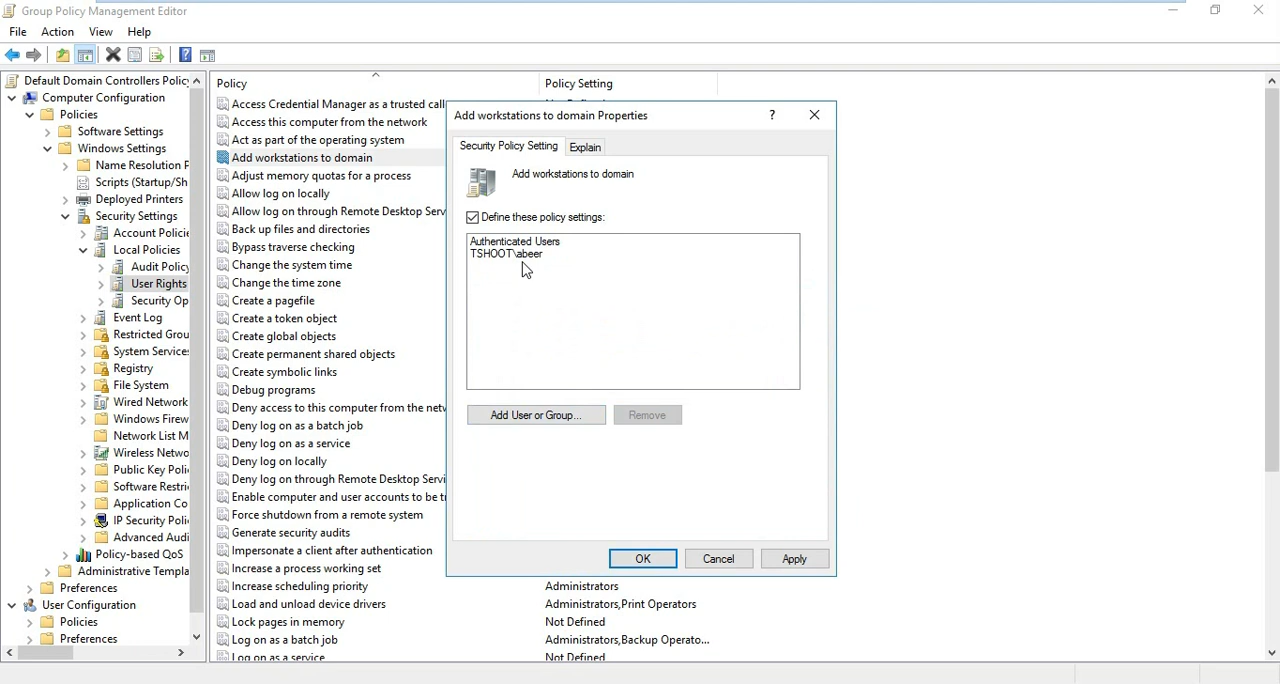 Group Policy Management Editor
File Action View Help
Default Domain Controllers Policy
Computer Configuration
Policies
Software Settings
Windows Settings
Name Resolution P
Scripts (Startup/Sh
Deployed Printers
Security Settings
Account Policie
Local Policies
Audit Policy
User Rights
Security Op
Event Log
Restricted Grou
System Services
Registry
File System
Wired Network
Windows Firew
Network List M
Wireless Netwo
Public Key Poli
Software Restri
Application Co
IP Security Poli
Advanced Audi
Policy-based QoS
Administrative Templa
Preferences
User Configuration
Policies
Preferences
Policy Policy Setting
Access Credential Manager as a trusted call
Access this computer from the network
Act as part of the operating system
Add workstations to domain
Adjust memory quotas for a process
Allow log on locally
Allow log on through Remote Desktop Serv
Back up files and directories
Bypass traverse checking
Change the system time
Change the time zone
Create a pagefile
Create a token object
Create global objects
Create permanent shared objects
Create symbolic links
Debug programs
Deny access to this computer from the netw
Deny log on as a batch job
Deny log on as a service
Deny log on locally
Deny log on through Remote Desktop Servi
Enable computer and user accounts to be tr
Force shutdown from a remote system
Generate security audits
Impersonate a client after authentication
Increase a process working set
Increase scheduling priority Administrators
Load and unload device drivers Administrators,Print Operators
Lock pages in memory Not Defined
Log on as a batch job Administrators,Backup Operato...
Log on as a service Not Defined
Add workstations to domain Properties ?
Security Policy Setting Explain
Add workstations to domain
Define these policy settings:
Authenticated Users
TSHOOT\abeer
Add User or Group... Remove
OK Cancel Apply